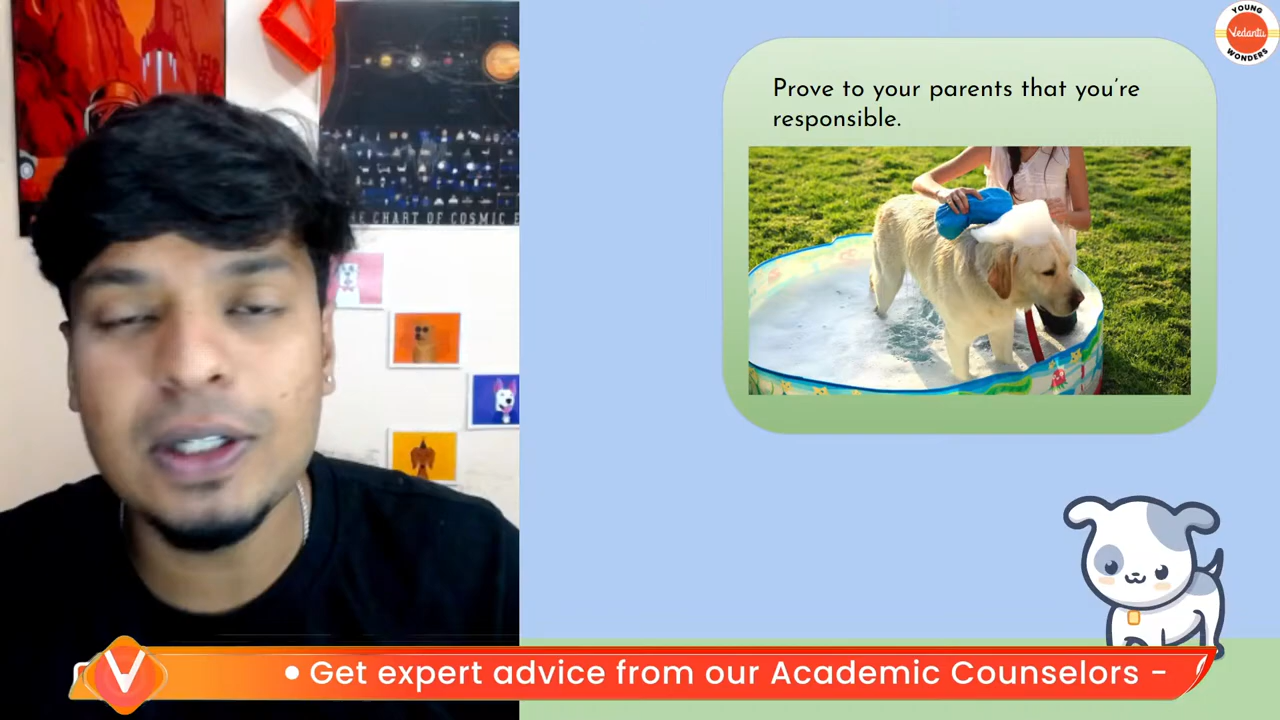 YOUNG
Vedantu
WONDERS
Prove to your parents that you're
responsible.
E CHART OF COSMIC E
V
• Get expert advice from our Academic Counselors -